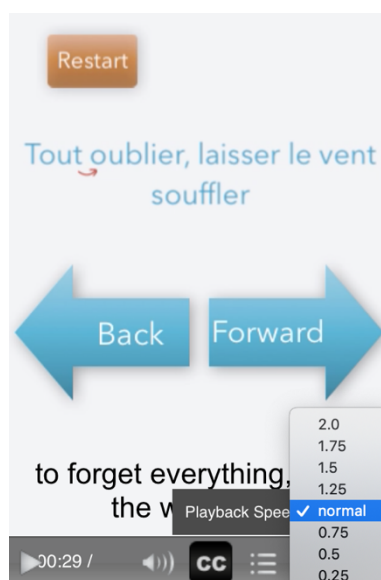 Restart
Tout oublier, laisser le vent
souffler
Back
Forward
to forget everything,
the
Playback Spee
2.0
1.75
1.5
1.25
✓ normal
0.75
0.5
0.25
00:29 /
CC